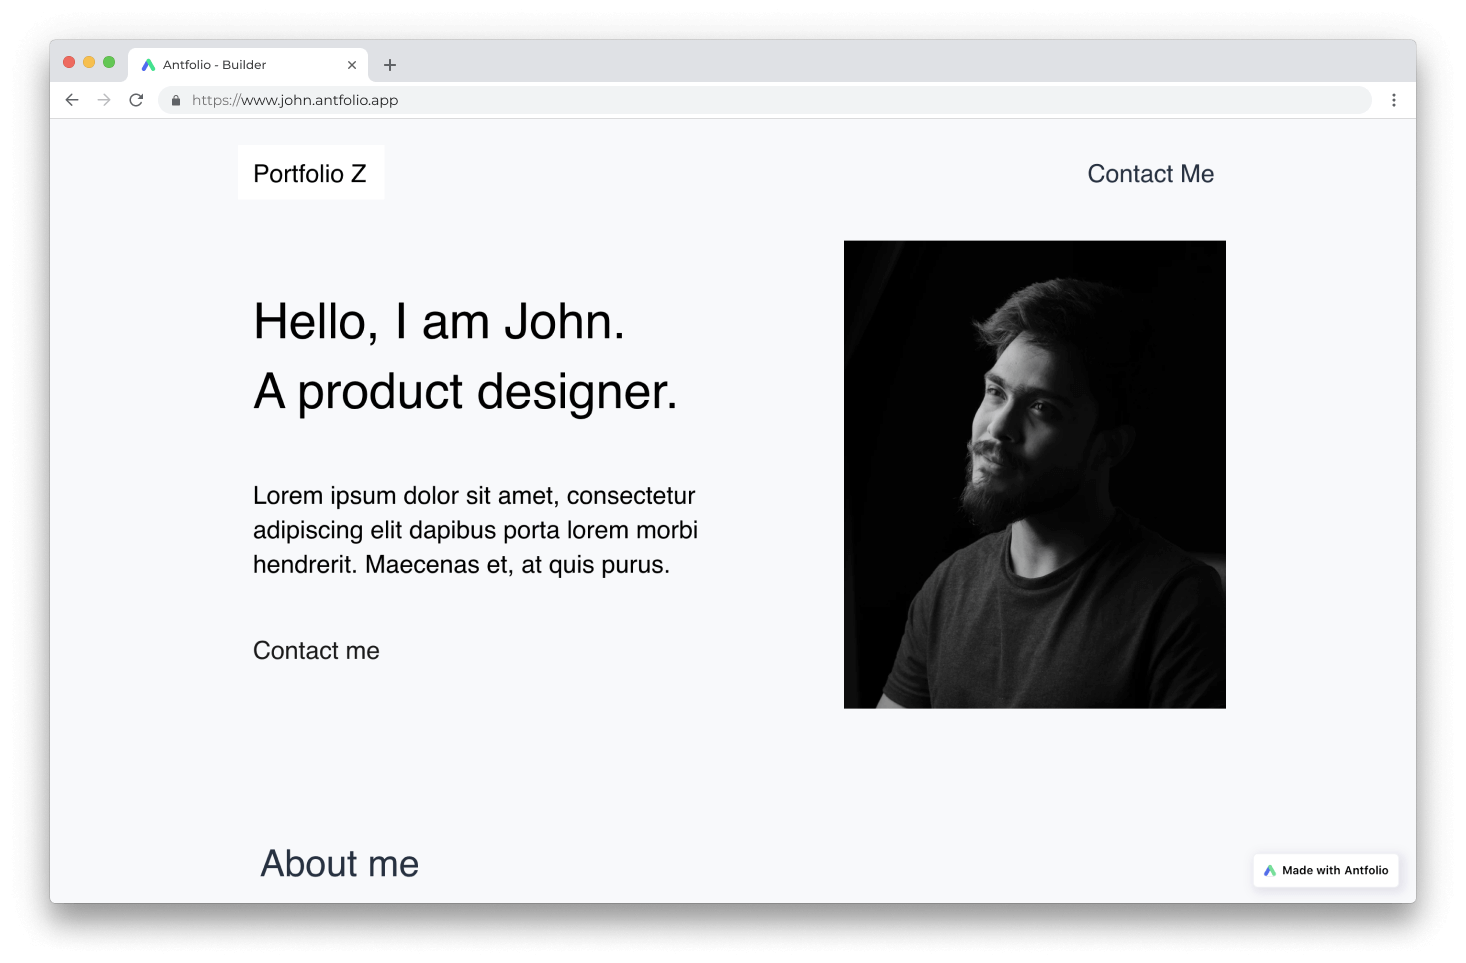 Antfolio - Builder
https://www.john.antfolio.app
Portfolio Z
Contact Me
Hello, I am John.
A product designer.
Lorem ipsum dolor sit amet, consectetur
adipiscing elit dapibus porta lorem morbi
hendrerit. Maecenas et, at quis purus.
Contact me
About me
Made with Antfolio